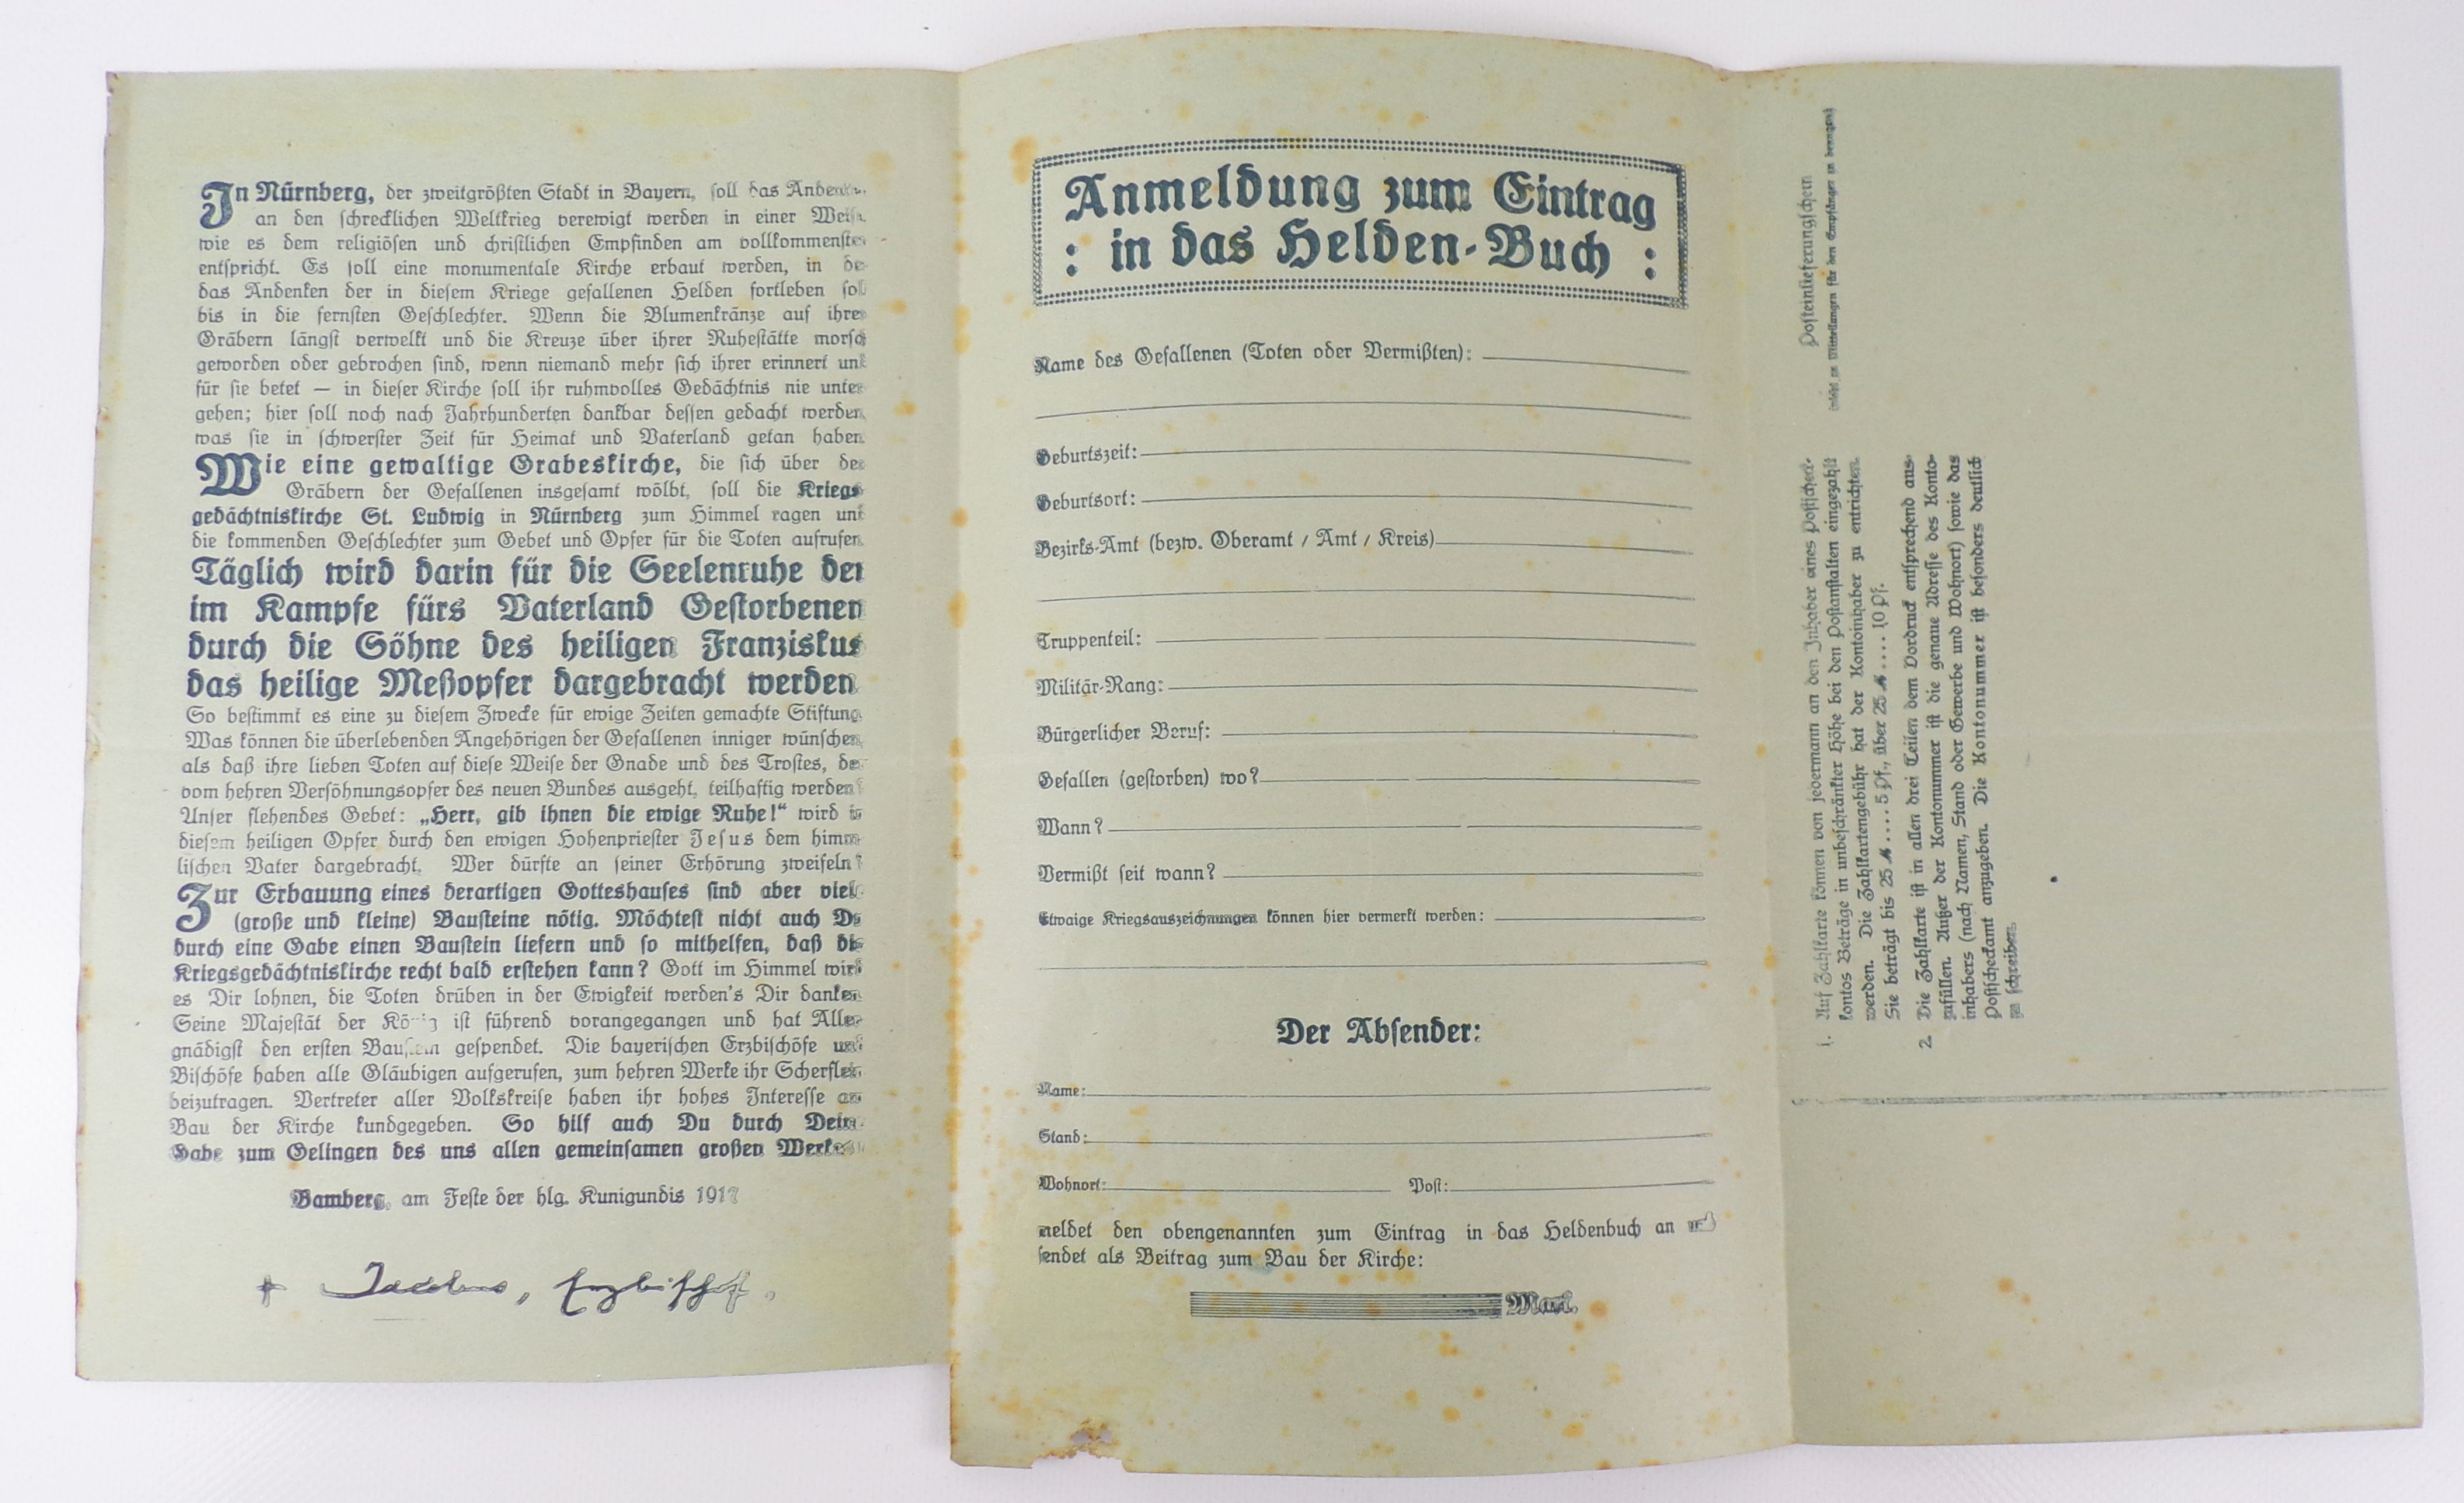 In Nürnberg, der zweitgrößten Stadt in Bayern, soll das
an den schrecklichen Weltkrieg verewigt werden in einer
wie es dem religiösen und christlichen Empfinden am
entspricht. Es soll eine monumentale Kirche erbaut werden, in
das Andenken der in diesem Kriege gefallenen Helden fortleben
bis in die fernsten Geschlechter. Wenn die Blumenkränze auf
Gräbern längst verwelkt und die Kreuze über ihrer Ruhestätte morsch
geworden oder gebrochen sind, wenn niemand mehr sich ihrer erinnert und
für sie betet — in dieser Kirche soll ihr ruhmvolles Gedächtnis nie unter
gehen; hier soll noch nach Jahrhunderten dankbar dessen gedacht werden
was sie in schwerster Zeit für Heimat und Vaterland getan haben
Wie eine gewaltige Grabeskirche, die sich über
Gräbern der Gefallenen insgesamt wölbt, soll die Kriegs
gedächtniskirche St. Ludwig in Nürnberg zum Himmel ragen und
die kommenden Geschlechter zum Gebet und Opfer für die Toten aufrufen
Täglich wird darin für die Seelenruhe der
im Kampfe fürs Vaterland Gestorbenen
durch die Söhne des heiligen Franziskus
das heilige Meßopfer dargebracht werden
So bestimmt es eine zu diesem Zwecke für ewige Zeiten gemachte Stiftung
Was können die überlebenden Angehörigen der Gefallenen inniger wünschen
als daß ihre lieben Toten auf diese Weise der Gnade und des Trostes,
vom hehren Versöhnungsopfer des neuen Bundes ausgeht, teilhaftig werden?
Unser flehendes Gebet: „Herr, gib ihnen die ewige Ruhe!“ wird in
diesem heiligen Opfer durch den ewigen Hohenpriester Jesus dem himm
lischen Vater dargebracht. Wer dürfte an seiner Erhörung zweifeln?
Zur Erbauung eines derartigen Gotteshauses sind aber viel
(große und kleine) Bausteine nötig. Möchtest nicht auch Du
durch eine Gabe einen Baustein liefern und so mithelfen, daß die
Kriegsgedächtniskirche recht bald erstehen kann? Gott im Himmel wird
es Dir lohnen, die Toten drüben in der Ewigkeit werden's Dir danken
Seine Majestät der König ist führend vorangegangen und hat Aller
gnädigst den ersten Baustein gespendet. Die bayerischen Erzbischöfe und
Bischöfe haben alle Gläubigen aufgerufen, zum hehren Werke ihr Scherflein
beizutragen. Vertreter aller Volkskreise haben ihr hohes Interesse am
Bau der Kirche kundgegeben. So hilf auch Du durch Deine
Gabe zum Gelingen des uns allen gemeinsamen großen Werkes
Bamberg, am Feste der hlg. Kunigundis 1917
+ Jacobus, Erzbischof.
Anmeldung zum Eintrag
: in das Helden-Buch :
Name des Gefallenen (Toten oder Vermißten):
Geburtszeit:
Geburtsort:
Bezirks-Amt (bezw. Oberamt / Amt / Kreis)
Truppenteil:
Militär-Rang:
Bürgerlicher Beruf:
Gefallen (gestorben) wo?
Wann?
Vermißt seit wann?
Etwaige Kriegsauszeichnungen können hier vermerkt werden:
Der Absender:
Name:
Stand:
Wohnort: Post:
meldet den obengenannten zum Eintrag in das Heldenbuch an
sendet als Beitrag zum Bau der Kirche:
Mark.
Posteinlieferungschein
(nicht zu Mitteilungen für den Empfänger zu benutzen)
1. Auf Zahlkarte können von jedermann an den Inhaber eines Postscheck-
kontos Beträge in unbeschränkter Höhe bei den Postanstalten eingezahlt
werden. Die Zahlkartengebühr hat der Kontoinhaber zu entrichten.
Sie beträgt bis 25 M .... 5 Pf., über 25 M .... 10 Pf.
2. Die Zahlkarte ist in allen drei Teilen dem Vordruck entsprechend aus-
zufüllen. Außer der Kontonummer ist die genaue Adresse des Konto-
inhabers (nach Namen, Stand oder Gewerbe und Wohnort) sowie das
Postscheckamt anzugeben. Die Kontonummer ist besonders deutlich
zu schreiben.